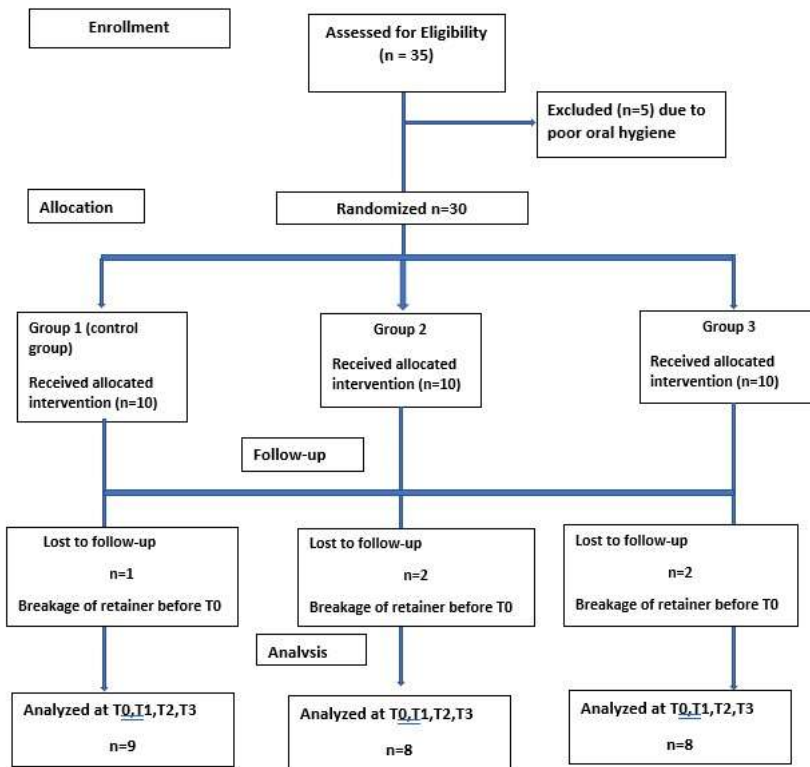 Enrollment
Assessed for Eligibility
(n = 35)
Excluded (n=5) due to
poor oral hygiene
Allocation
Randomized n=30
Group 1 (control
group)
Received allocated
intervention (n=10)
Group 2
Received allocated
intervention (n=10)
Group 3
Received allocated
intervention (n=10)
Follow-up
Lost to follow-up
n=1
Breakage of retainer before T0
Lost to follow-up
n=2
Breakage of retainer before T0
Lost to follow-up
n=2
Breakage of retainer before T0
Analysis
Analyzed at T0,T1,T2,T3
n=9
Analyzed at T0,T1,T2,T3
n=8
Analyzed at T0,T1,T2,T3
n=8